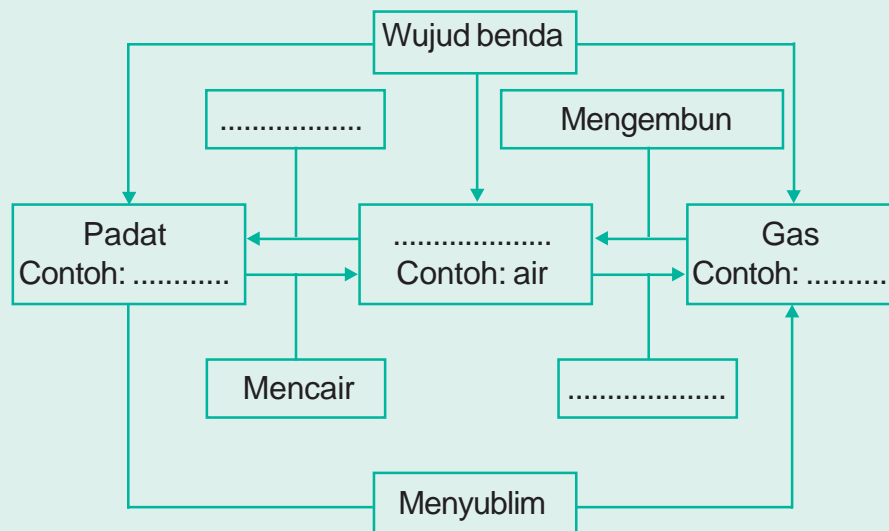 Wujud benda
..................
Mengembun
Padat
Contoh: ............
....................
Contoh: air
Gas
Contoh: ...........
Mencair
....................
Menyublim